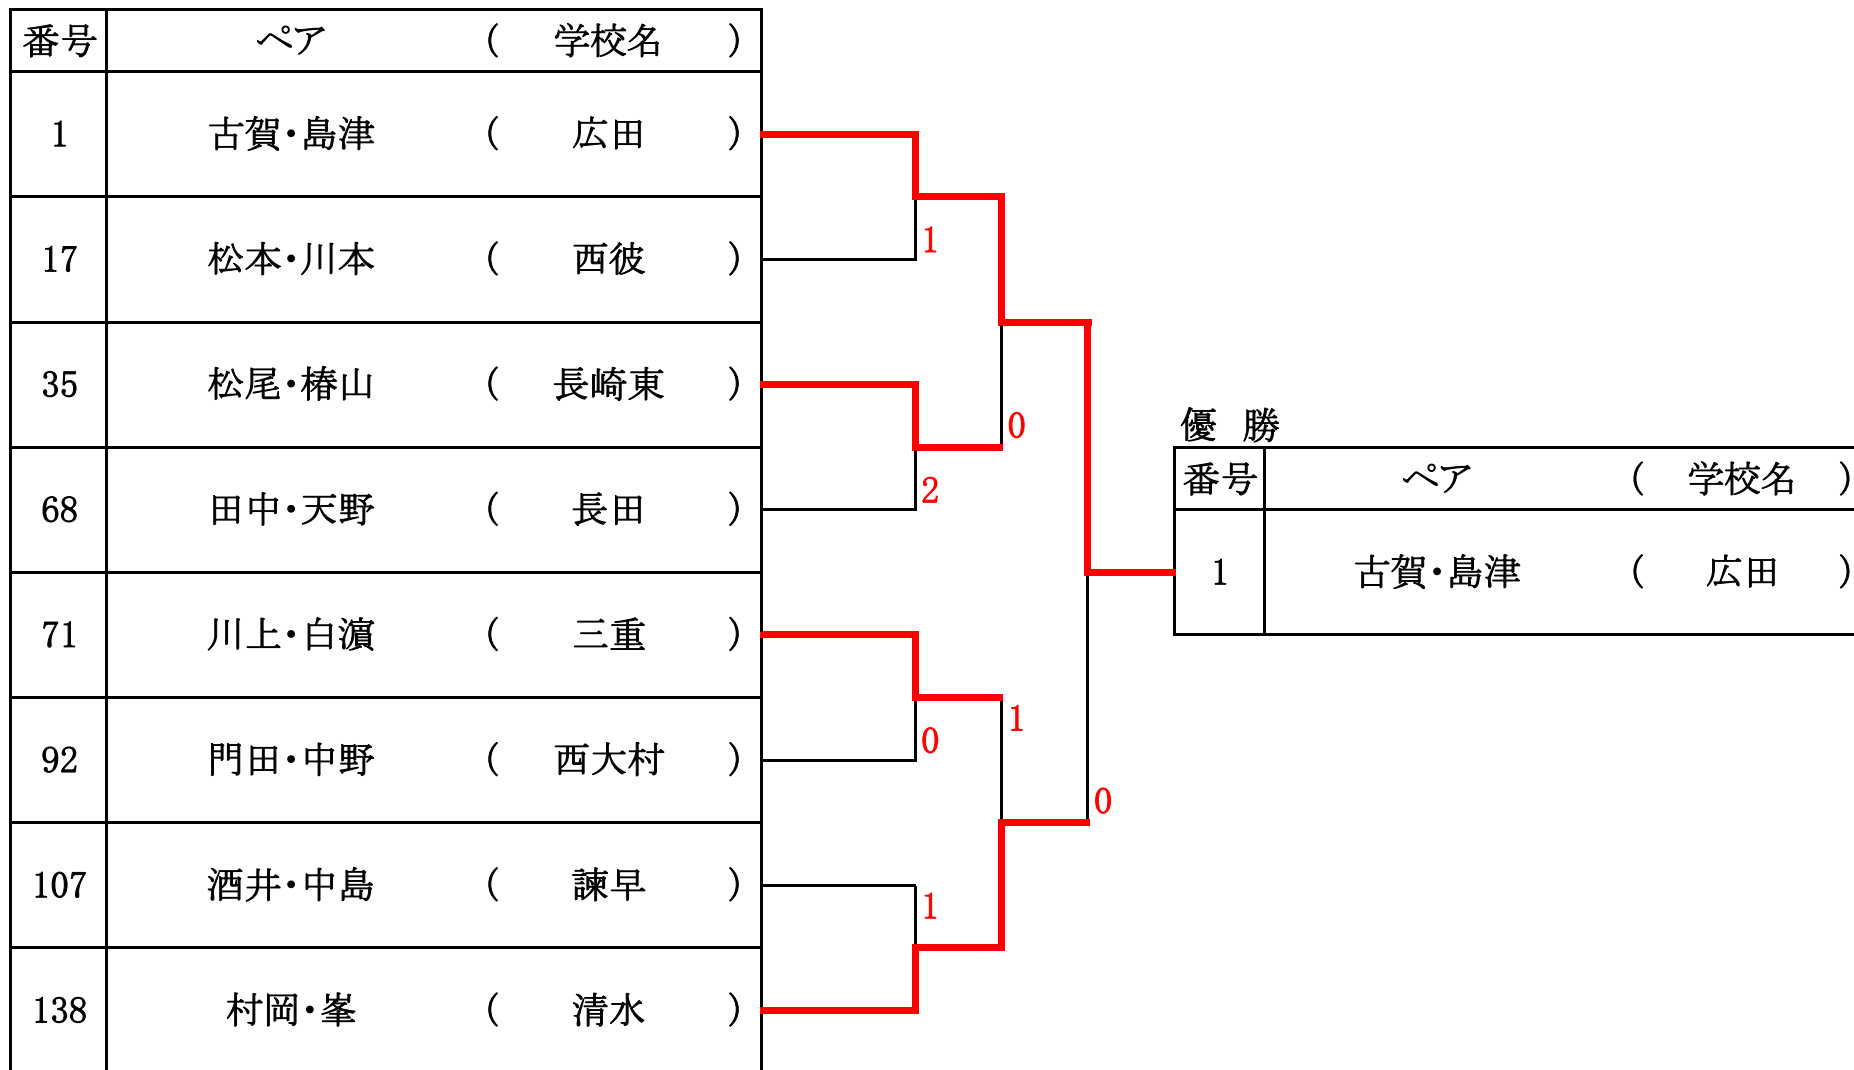 番号 ペア ( 学校名 )
1 古賀・島津 ( 広田 )
17 松本・川本 ( 西彼 )
35 松尾・椿山 ( 長崎東 )
68 田中・天野 ( 長田 )
71 川上・白濵 ( 三重 )
92 門田・中野 ( 西大村 )
107 酒井・中島 ( 諫早 )
138 村岡・峯 ( 清水 )
1
2
0
1
0
1
0
優 勝
番号 ペア ( 学校名 )
1 古賀・島津 ( 広田 )